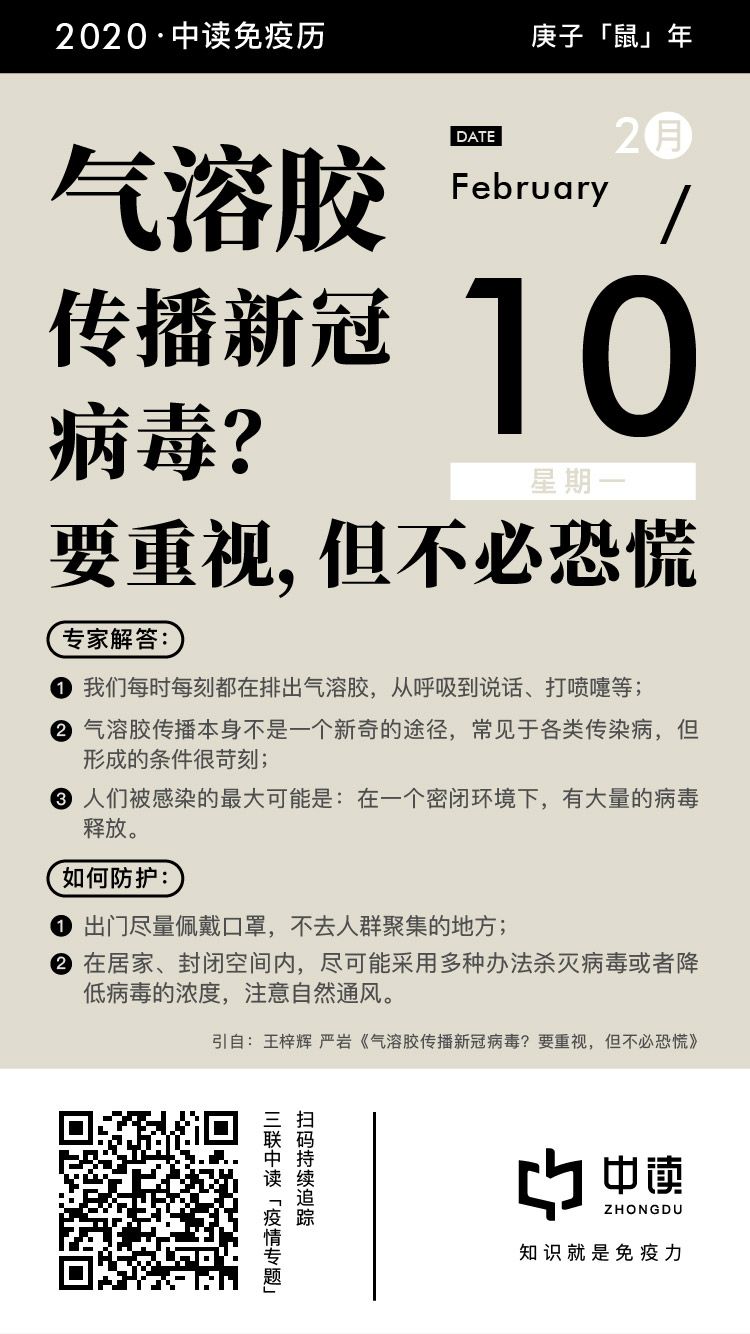 2020·中读免疫历
庚子「鼠」年
DATE
2月
February
/
10
星期一
气溶胶
传播新冠
病毒？
要重视，但不必恐慌
专家解答：
1 我们每时每刻都在排出气溶胶，从呼吸到说话、打喷嚏等；
2 气溶胶传播本身不是一个新奇的途径，常见于各类传染病，但
形成的条件很苛刻；
3 人们被感染的最大可能是：在一个密闭环境下，有大量的病毒
释放。
如何防护：
1 出门尽量佩戴口罩，不去人群聚集的地方；
2 在居家、封闭空间内，尽可能采用多种办法杀灭病毒或者降
低病毒的浓度，注意自然通风。
引自：王梓辉 严岩《气溶胶传播新冠病毒？要重视，但不必恐慌》
扫码持续追踪
三联中读「疫情专题」
中读
ZHONGDU
知识就是免疫力